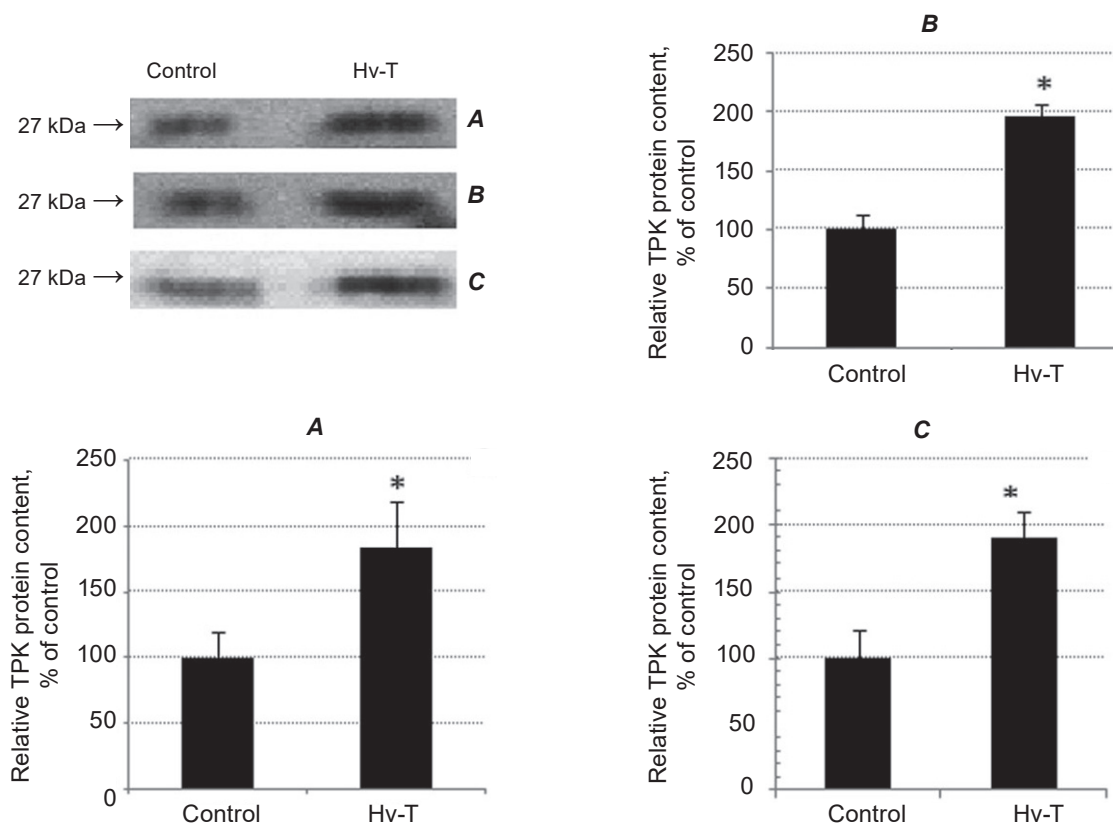 Control Hv-T
27 kDa → A
27 kDa → B
27 kDa → C
B
Relative TPK protein content,
% of control
250
200
150
100
50
0
*
Control Hv-T
A
Relative TPK protein content,
% of control
250
200
150
100
50
0
*
Control Hv-T
C
Relative TPK protein content,
% of control
250
200
150
100
50
0
*
Control Hv-T